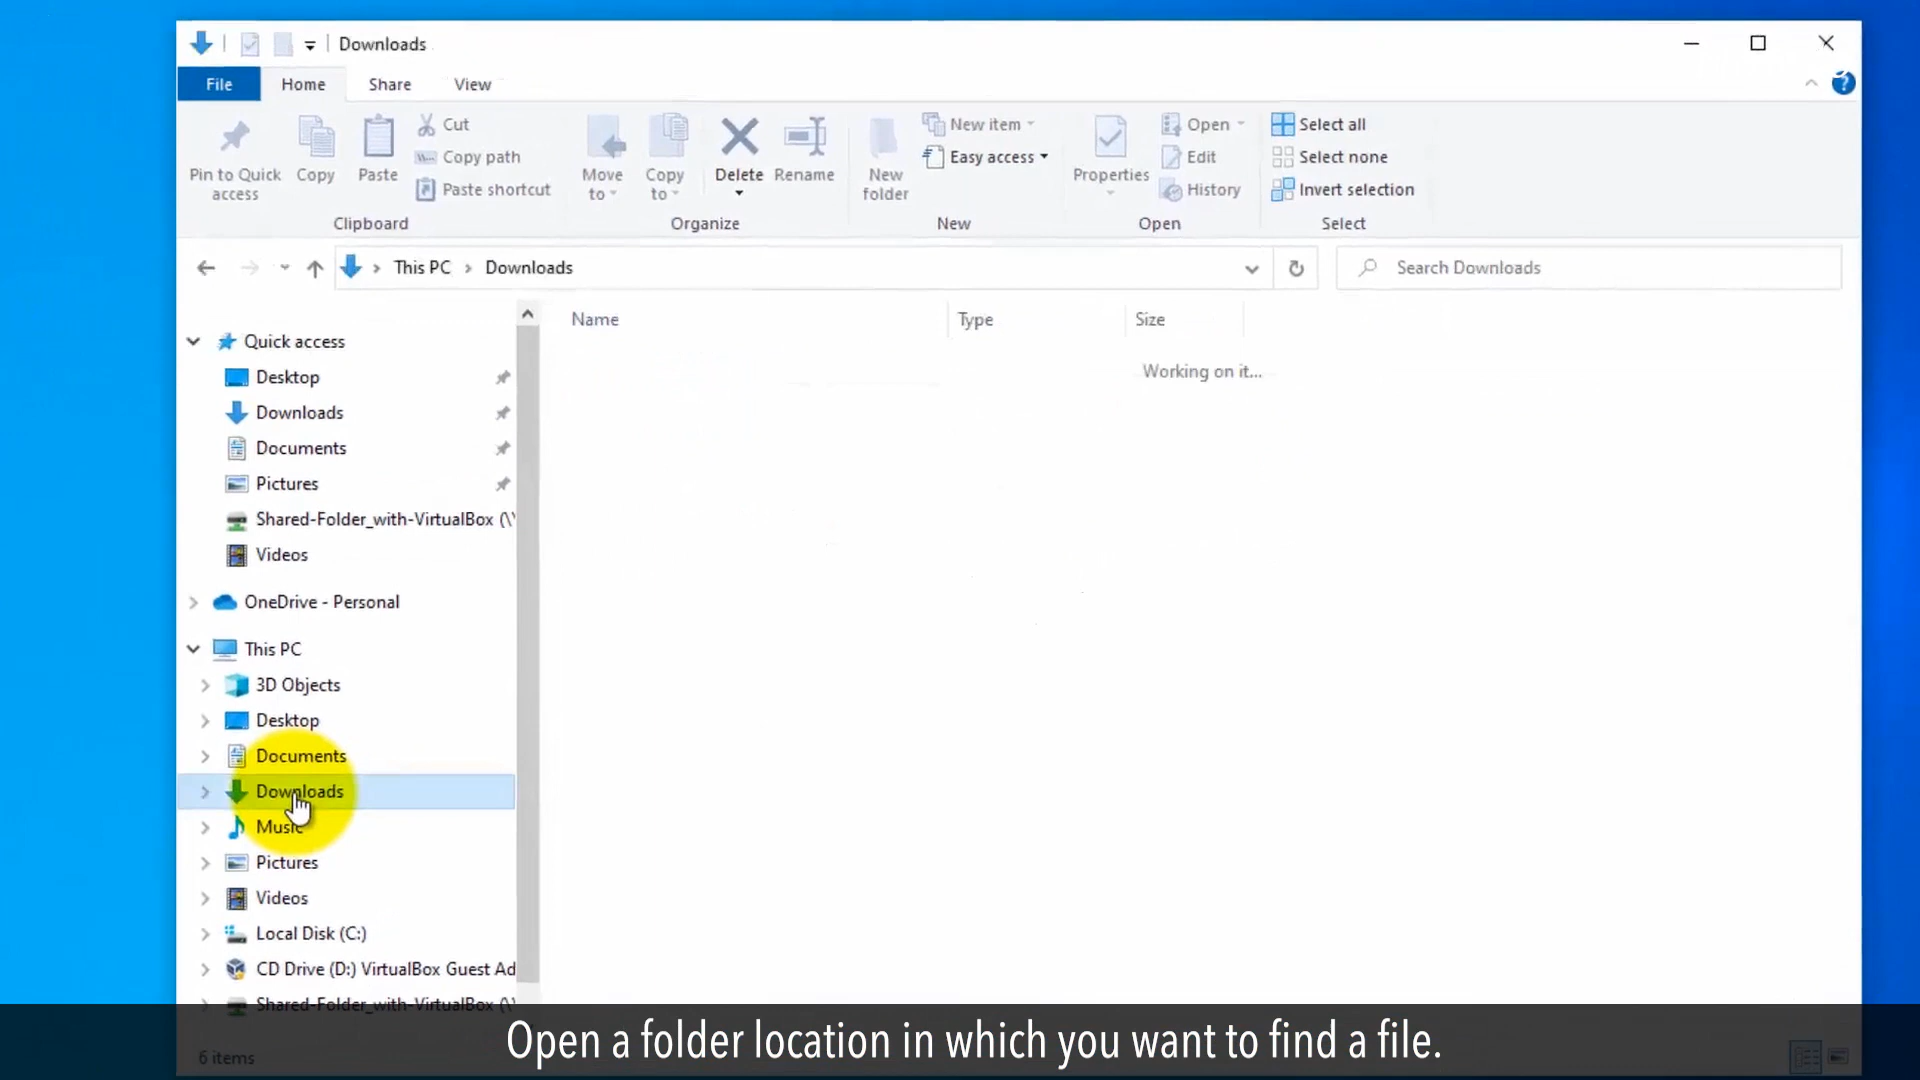 Downloads
File
Home
Share
View
Pin to Quick
access
Copy
Paste
Cut
Copy path
Paste shortcut
Clipboard
Move
to
Copy
to
Delete
Rename
Organize
New
folder
New item
Easy access
New
Properties
Open
Edit
History
Open
Select all
Select none
Invert selection
Select
This PC > Downloads
Search Downloads
Name
Type
Size
Working on it...
Quick access
Desktop
Downloads
Documents
Pictures
Shared-Folder_with-VirtualBox (\\'
Videos
OneDrive - Personal
This PC
3D Objects
Desktop
Documents
Downloads
Music
Pictures
Videos
Local Disk (C:)
CD Drive (D:) VirtualBox Guest Ad
Shared-Folder_with-VirtualBox (\\'
6 items
Open a folder location in which you want to find a file.